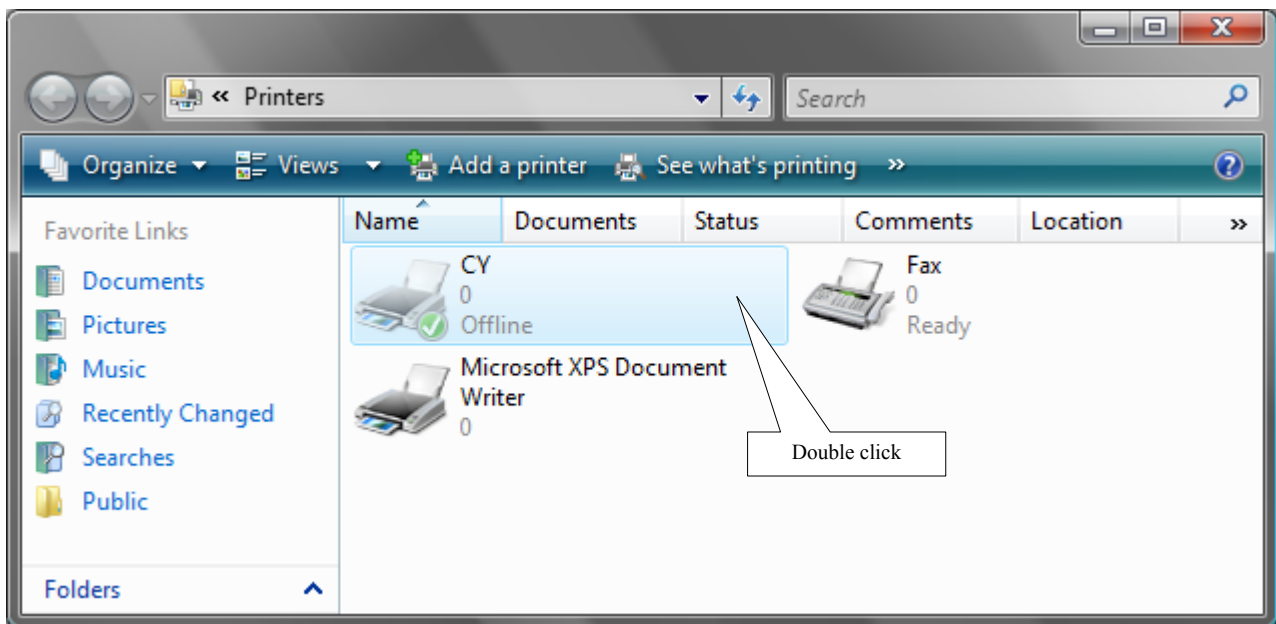 « Printers
Search
Organize Views Add a printer See what's printing »
Favorite Links
Documents
Pictures
Music
Recently Changed
Searches
Public
Folders
Name Documents Status Comments Location »
CY
0
Offline
Fax
0
Ready
Microsoft XPS Document
Writer
0
Double click